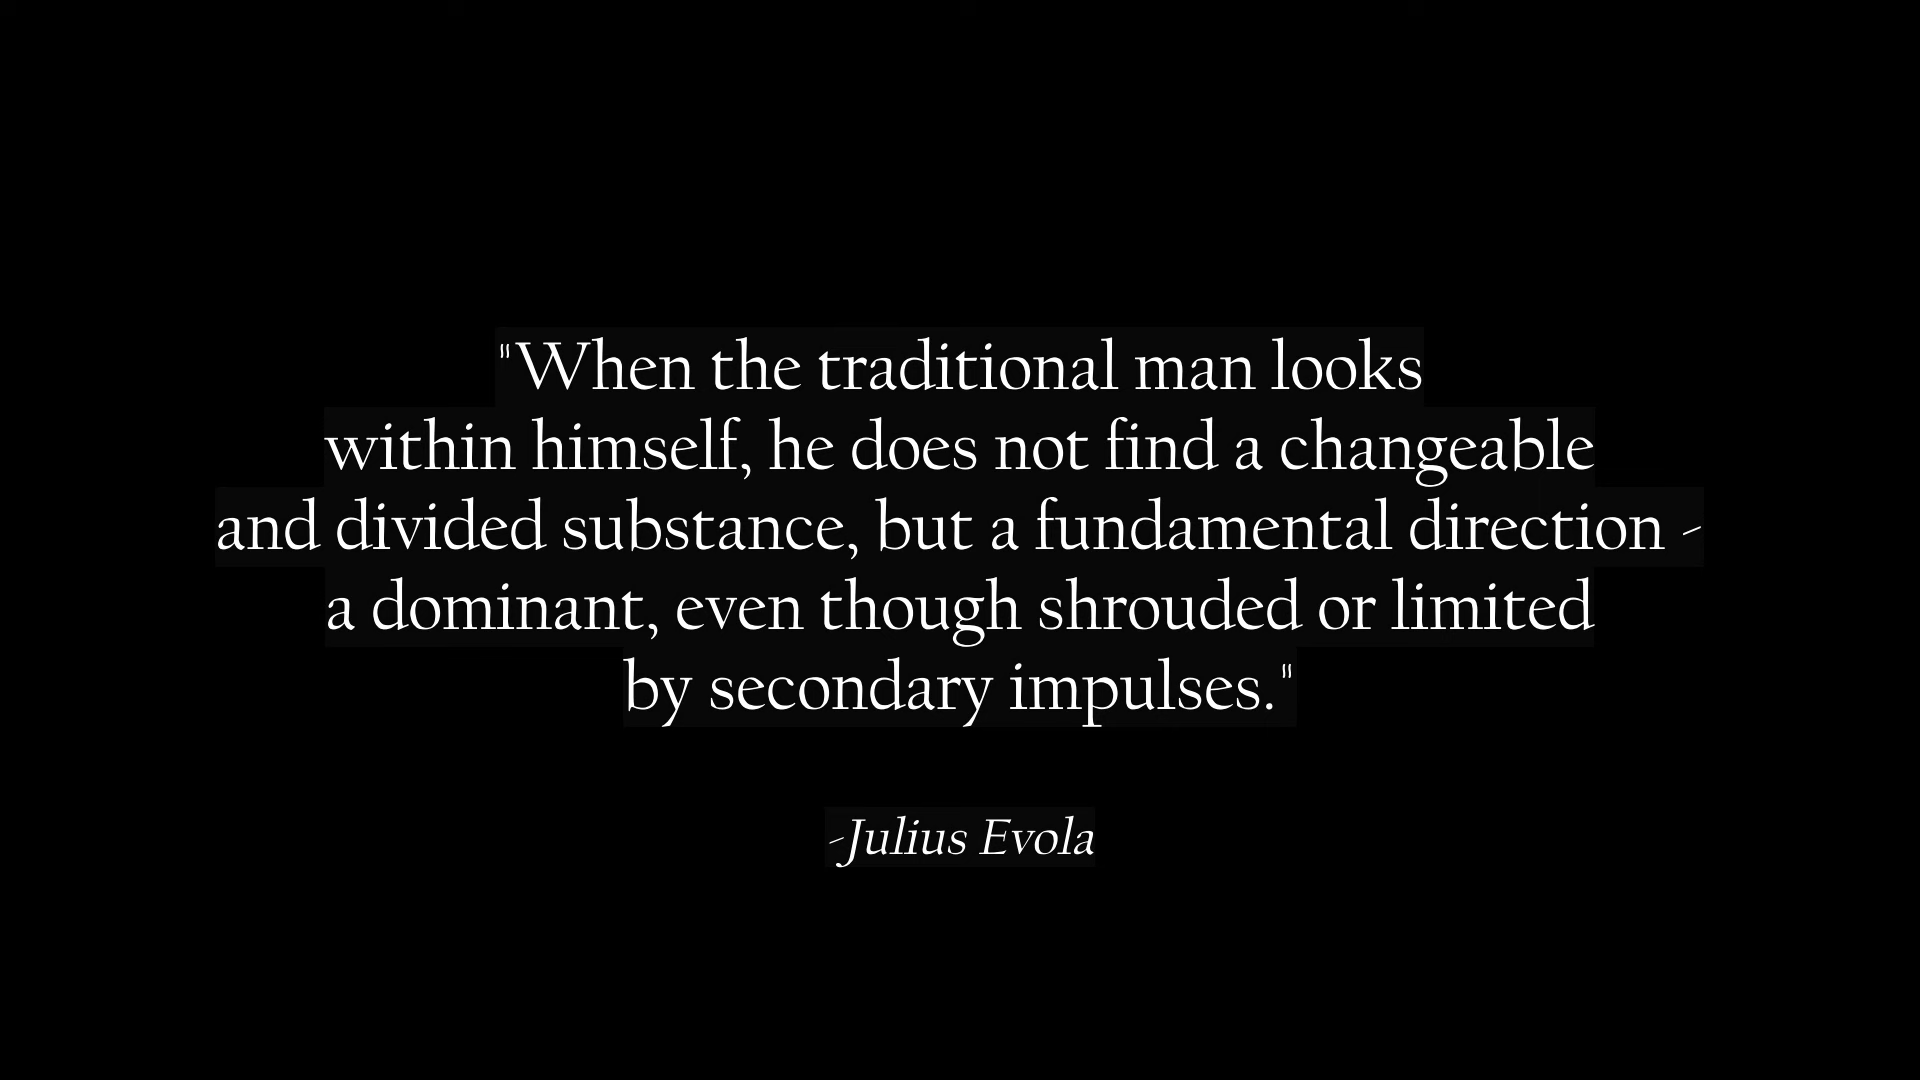 "When the traditional man looks
within himself, he does not find a changeable
and divided substance, but a fundamental direction -
a dominant, even though shrouded or limited
by secondary impulses."
-Julius Evola